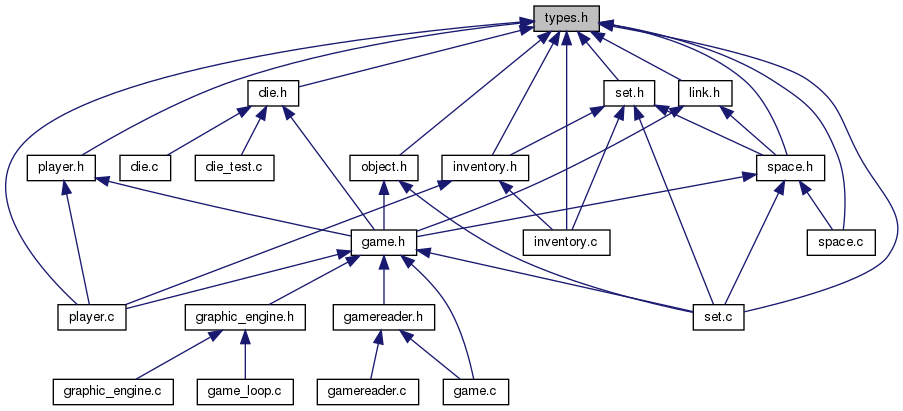 types.h
die.h
set.h
link.h
player.h
die.c
die_test.c
object.h
inventory.h
space.h
game.h
inventory.c
space.c
player.c
graphic_engine.h
gamereader.h
set.c
graphic_engine.c
game_loop.c
gamereader.c
game.c